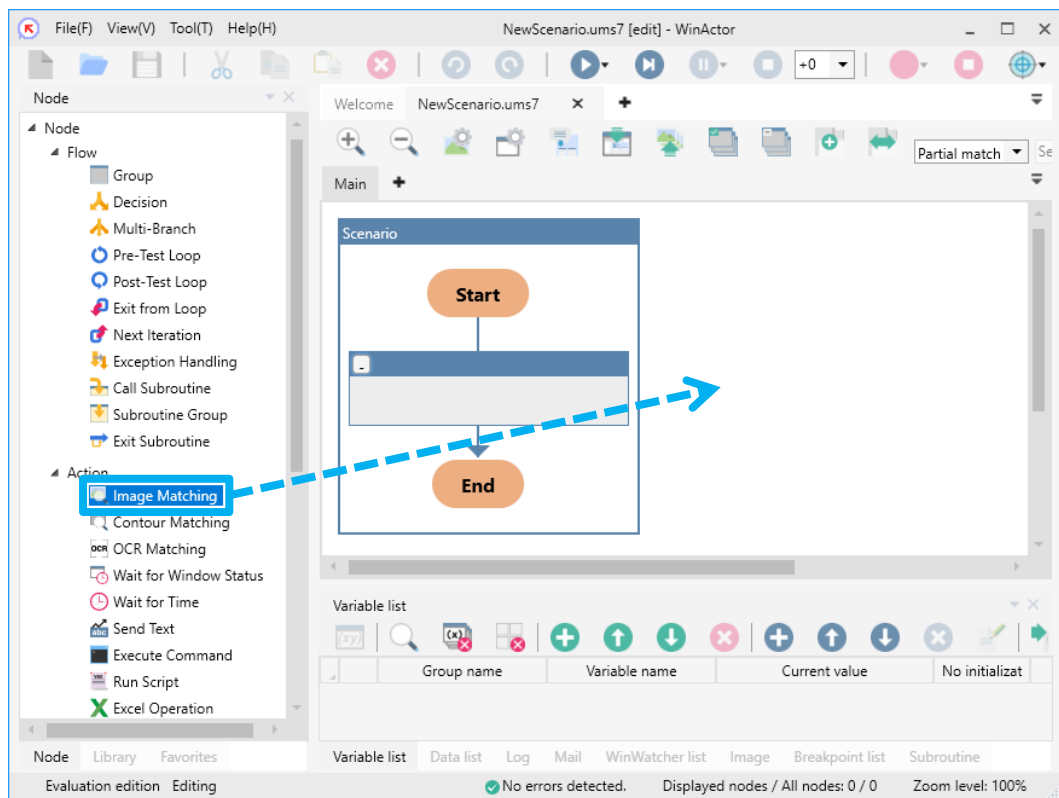 File(F) View(V) Tool(T) Help(H) NewScenario.ums7 [edit] - WinActor
+0
Node
Welcome NewScenario.ums7
Node
Flow
Group
Decision
Multi-Branch
Pre-Test Loop
Post-Test Loop
Exit from Loop
Next Iteration
Exception Handling
Call Subroutine
Subroutine Group
Exit Subroutine
Action
Image Matching
Contour Matching
OCR OCR Matching
Wait for Window Status
Wait for Time
Send Text
Execute Command
Run Script
Excel Operation
Node Library Favorites
Partial match Se
Main
Scenario
Start
-
End
Variable list
Group name Variable name Current value No initializat
Variable list Data list Log Mail WinWatcher list Image Breakpoint list Subroutine
Evaluation edition Editing No errors detected. Displayed nodes / All nodes: 0 / 0 Zoom level: 100%